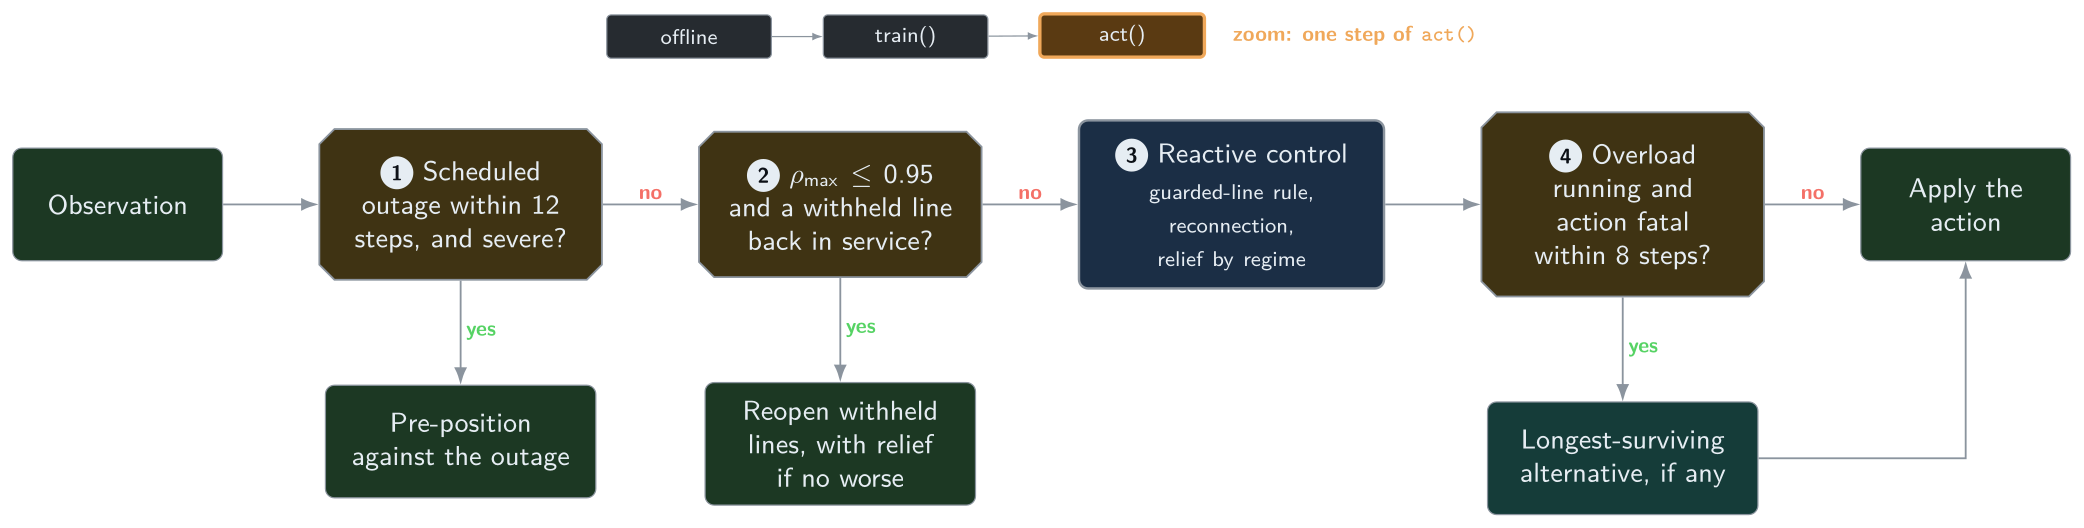 offline
train()
act()
zoom: one step of act()
Observation
1 Scheduled
outage within 12
steps, and severe?
no
2 ρmax ≤ 0.95
and a withheld line
back in service?
no
3 Reactive control
guarded-line rule,
reconnection,
relief by regime
4 Overload
running and
action fatal
within 8 steps?
no
Apply the
action
yes
yes
yes
Pre-position
against the outage
Reopen withheld
lines, with relief
if no worse
Longest-surviving
alternative, if any